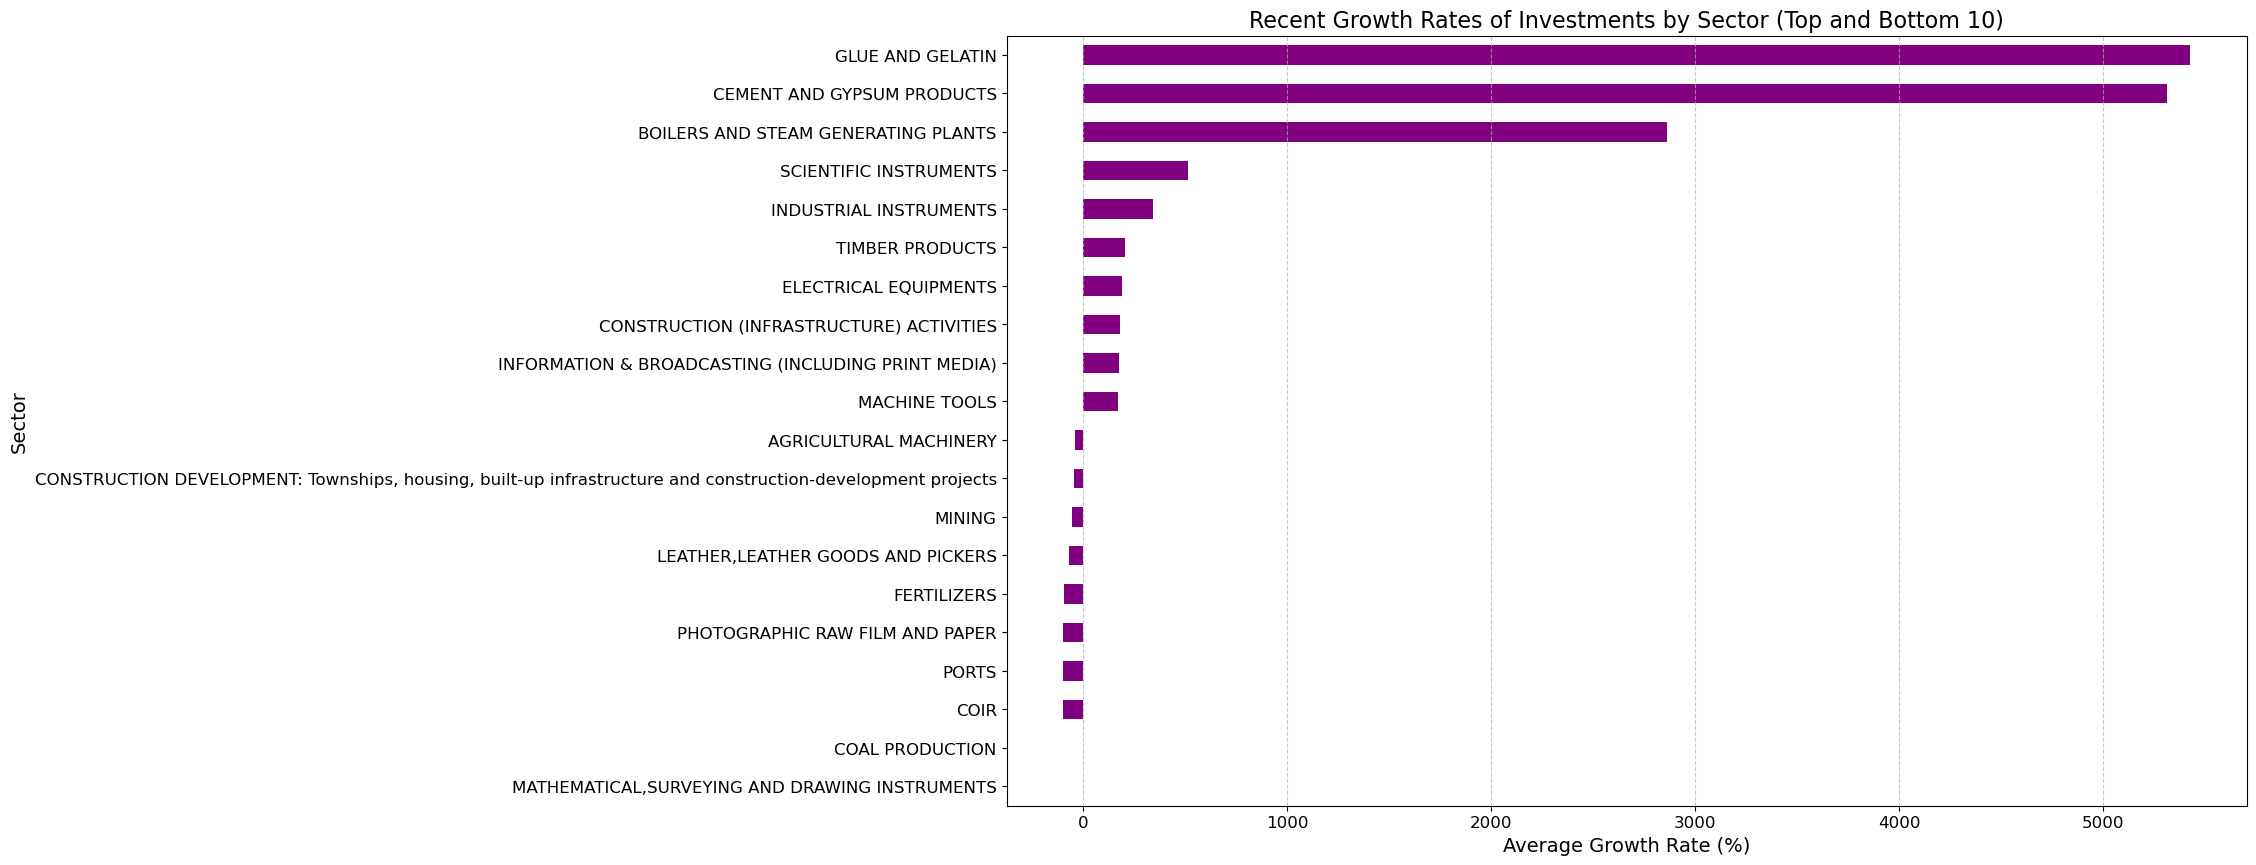 Recent Growth Rates of Investments by Sector (Top and Bottom 10)
Sector
GLUE AND GELATIN
CEMENT AND GYPSUM PRODUCTS
BOILERS AND STEAM GENERATING PLANTS
SCIENTIFIC INSTRUMENTS
INDUSTRIAL INSTRUMENTS
TIMBER PRODUCTS
ELECTRICAL EQUIPMENTS
CONSTRUCTION (INFRASTRUCTURE) ACTIVITIES
INFORMATION & BROADCASTING (INCLUDING PRINT MEDIA)
MACHINE TOOLS
AGRICULTURAL MACHINERY
CONSTRUCTION DEVELOPMENT: Townships, housing, built-up infrastructure and construction-development projects
MINING
LEATHER,LEATHER GOODS AND PICKERS
FERTILIZERS
PHOTOGRAPHIC RAW FILM AND PAPER
PORTS
COIR
COAL PRODUCTION
MATHEMATICAL,SURVEYING AND DRAWING INSTRUMENTS
0 1000 2000 3000 4000 5000
Average Growth Rate (%)